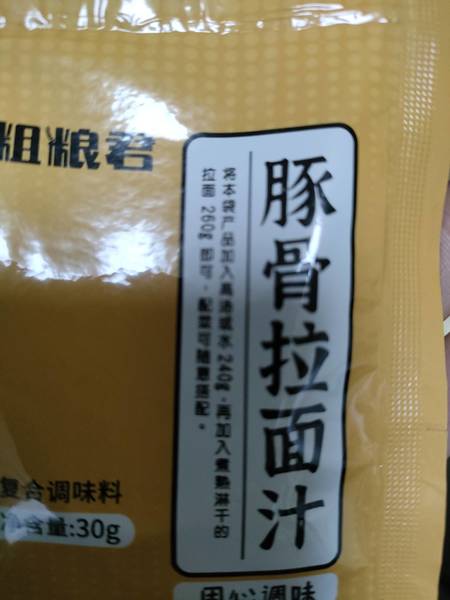 粗粮君
豚骨拉面汁
将本袋产品加入高汤或水240g,再加入煮熟淋干的
拉面260g即可,配菜可随意搭配。
复合调味料
净含量:30g
用心调味